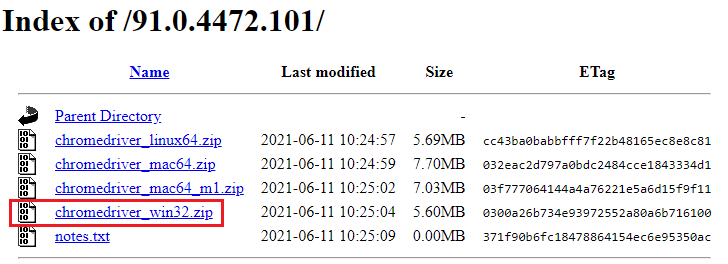 Index of /91.0.4472.101/
Name Last modified Size ETag
Parent Directory -
chromedriver_linux64.zip 2021-06-11 10:24:57 5.69MB cc43ba0babbfff7f22b48165ec8e8c81
chromedriver_mac64.zip 2021-06-11 10:24:59 7.70MB 032eac2d797a0bdc2484cce1843334d1
chromedriver_mac64_m1.zip 2021-06-11 10:25:02 7.03MB 03f777064144a4a76221e5a6d15f9f11
chromedriver_win32.zip 2021-06-11 10:25:04 5.60MB 0300a26b734e93972552a80a6b716100
notes.txt 2021-06-11 10:25:09 0.00MB 371f90b6fc18478864154ec6e95350ac